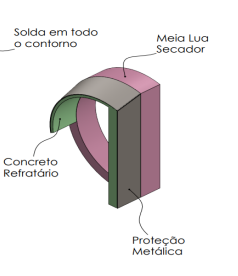 Solda em todo
o contorno
Meia Lua
Secador
Concreto
Refratário
Proteção
Metálica